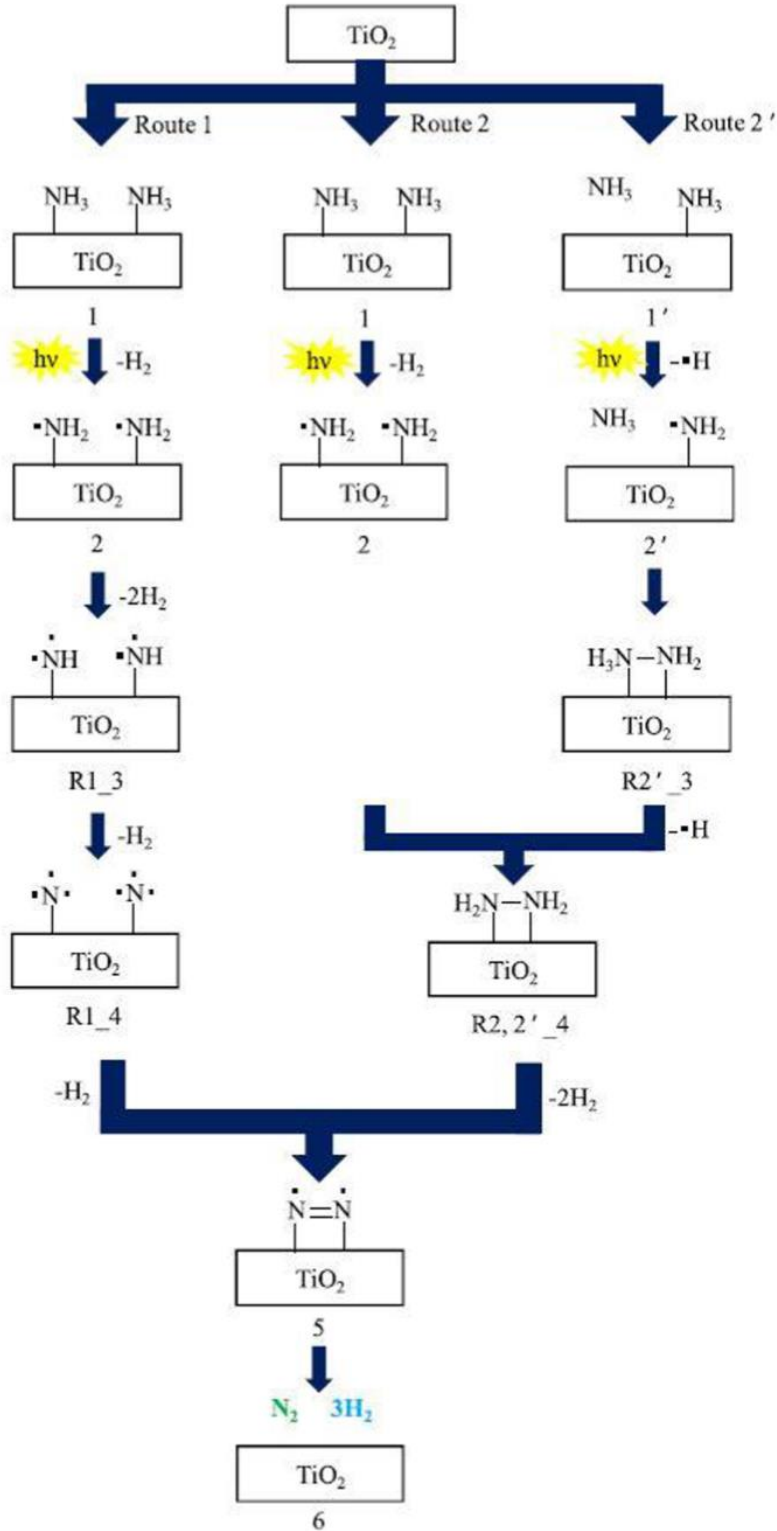 TiO₂
Route 1 Route 2 Route 2 ′
NH₃ NH₃ NH₃ NH₃ NH₃ NH₃
TiO₂ TiO₂ TiO₂
1 1 1′
hν -H₂ hν -H₂ hν -▪H
▪NH₂ ▪NH₂ ▪NH₂ ▪NH₂ NH₃ ▪NH₂
TiO₂ TiO₂ TiO₂
2 2 2′
-2H₂
▪ṄH ▪ṄH H₃N–NH₂
TiO₂ TiO₂
R1_3 R2′_3
-H₂ -▪H
▪Ṅ▪ ▪Ṅ▪ H₂N–NH₂
TiO₂ TiO₂
R1_4 R2, 2′_4
-H₂ -2H₂
Ṅ=Ṅ
TiO₂
5
N₂ 3H₂
TiO₂
6